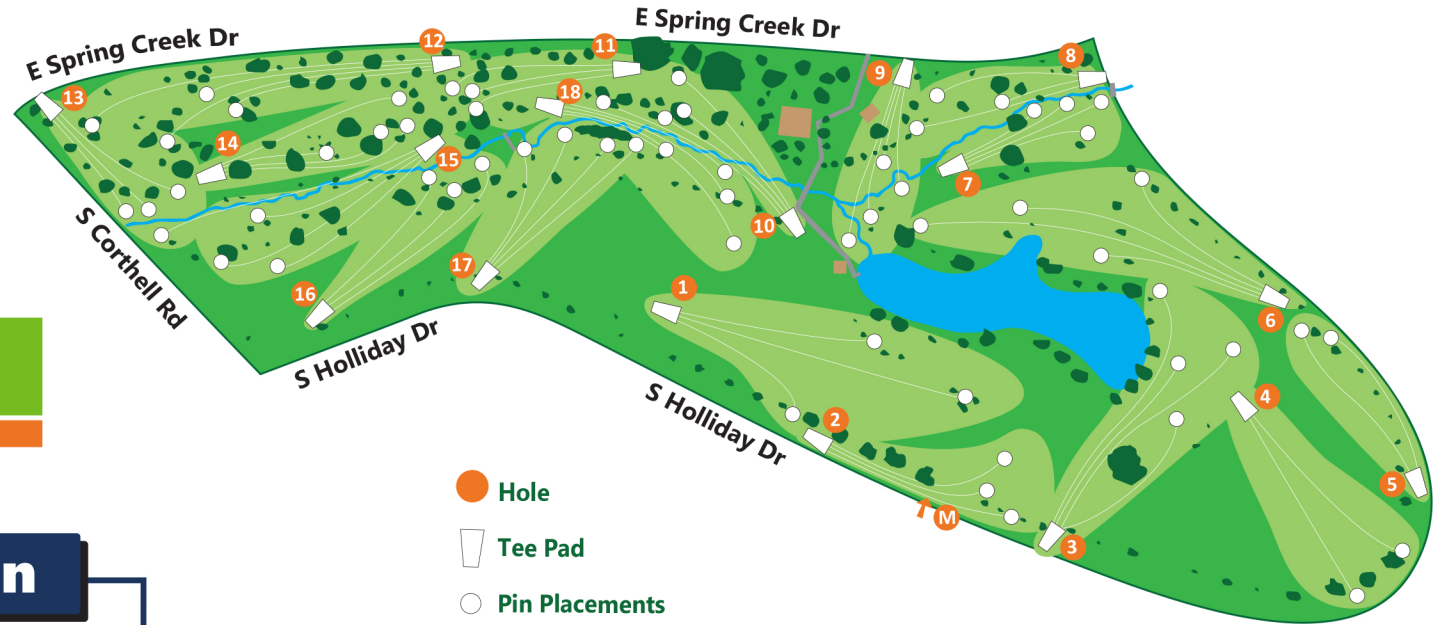 E Spring Creek Dr
E Spring Creek Dr
12
11
8
9
13
18
14
15
7
10
17
16
1
6
4
2
5
3
M
S Corthell Rd
S Holliday Dr
S Holliday Dr
Hole
Tee Pad
Pin Placements
n